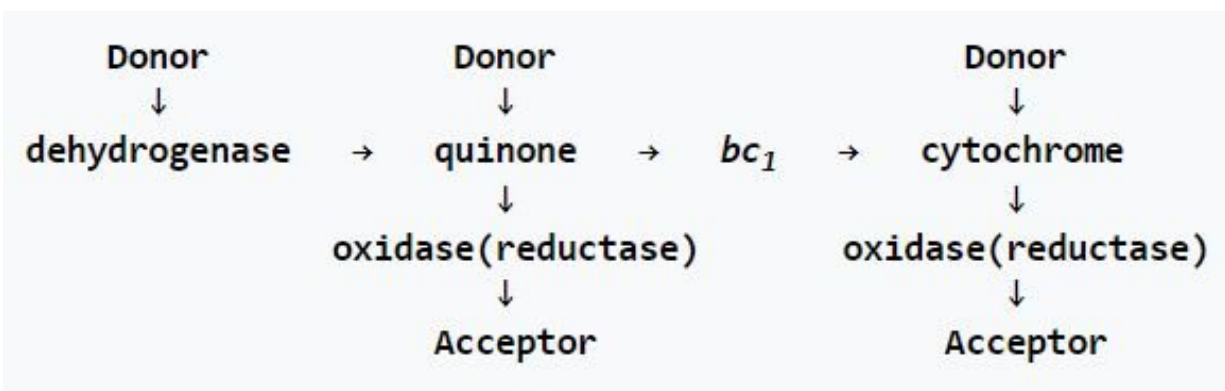 Donor Donor Donor
↓ ↓ ↓
dehydrogenase → quinone → bc₁ → cytochrome
↓ ↓
oxidase(reductase) oxidase(reductase)
↓ ↓
Acceptor Acceptor